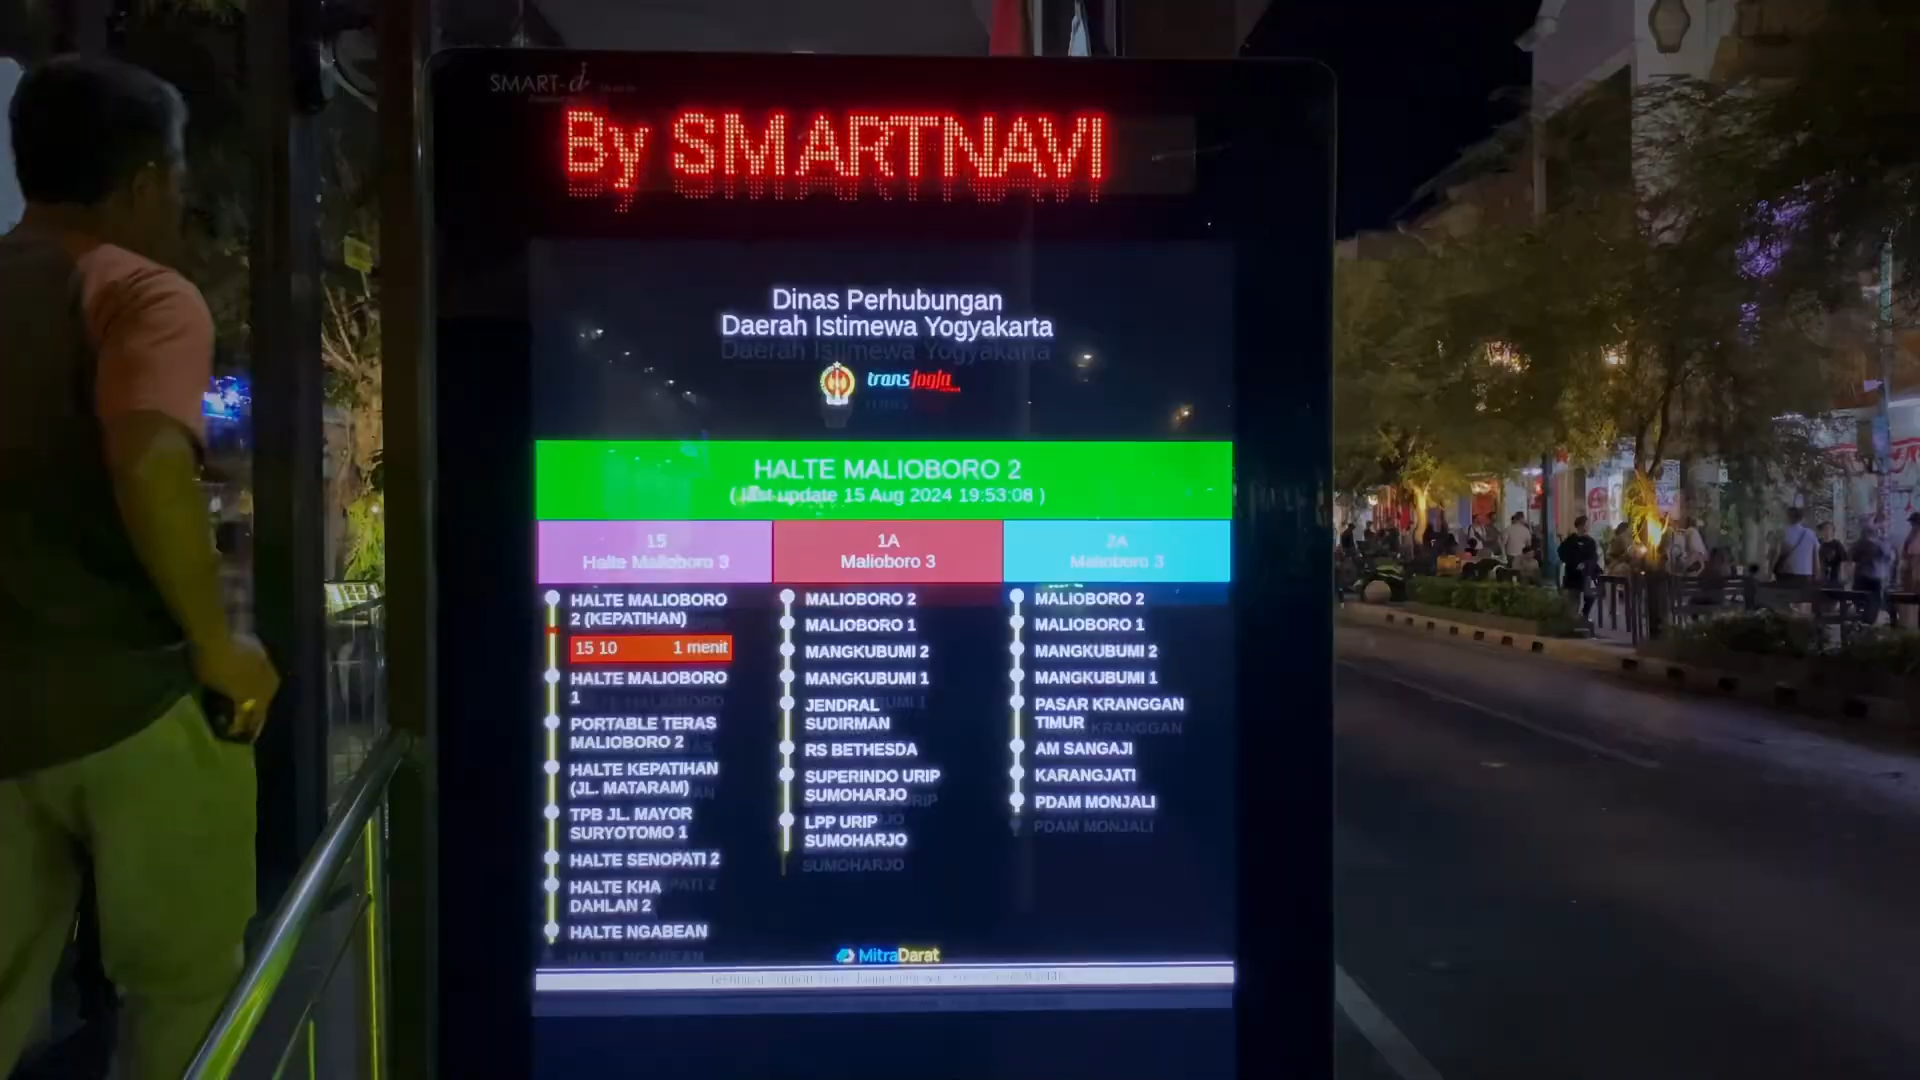 SMART-d
By SMARTNAVI
Dinas Perhubungan
Daerah Istimewa Yogyakarta
transjogja
HALTE MALIOBORO 2
( last update 15 Aug 2024 19:53:08 )
15
Halte Malioboro 3
HALTE MALIOBORO
2 (KEPATIHAN)
15 10 1 menit
HALTE MALIOBORO
1
PORTABLE TERAS
MALIOBORO 2
HALTE KEPATIHAN
(JL. MATARAM)
TPB JL. MAYOR
SURYOTOMO 1
HALTE SENOPATI 2
HALTE KHA
DAHLAN 2
HALTE NGABEAN
1A
Malioboro 3
MALIOBORO 2
MALIOBORO 1
MANGKUBUMI 2
MANGKUBUMI 1
JENDRAL
SUDIRMAN
RS BETHESDA
SUPERINDO URIP
SUMOHARJO
LPP URIP
SUMOHARJO
2A
Malioboro 3
MALIOBORO 2
MALIOBORO 1
MANGKUBUMI 2
MANGKUBUMI 1
PASAR KRANGGAN
TIMUR
AM SANGAJI
KARANGJATI
PDAM MONJALI
MitraDarat